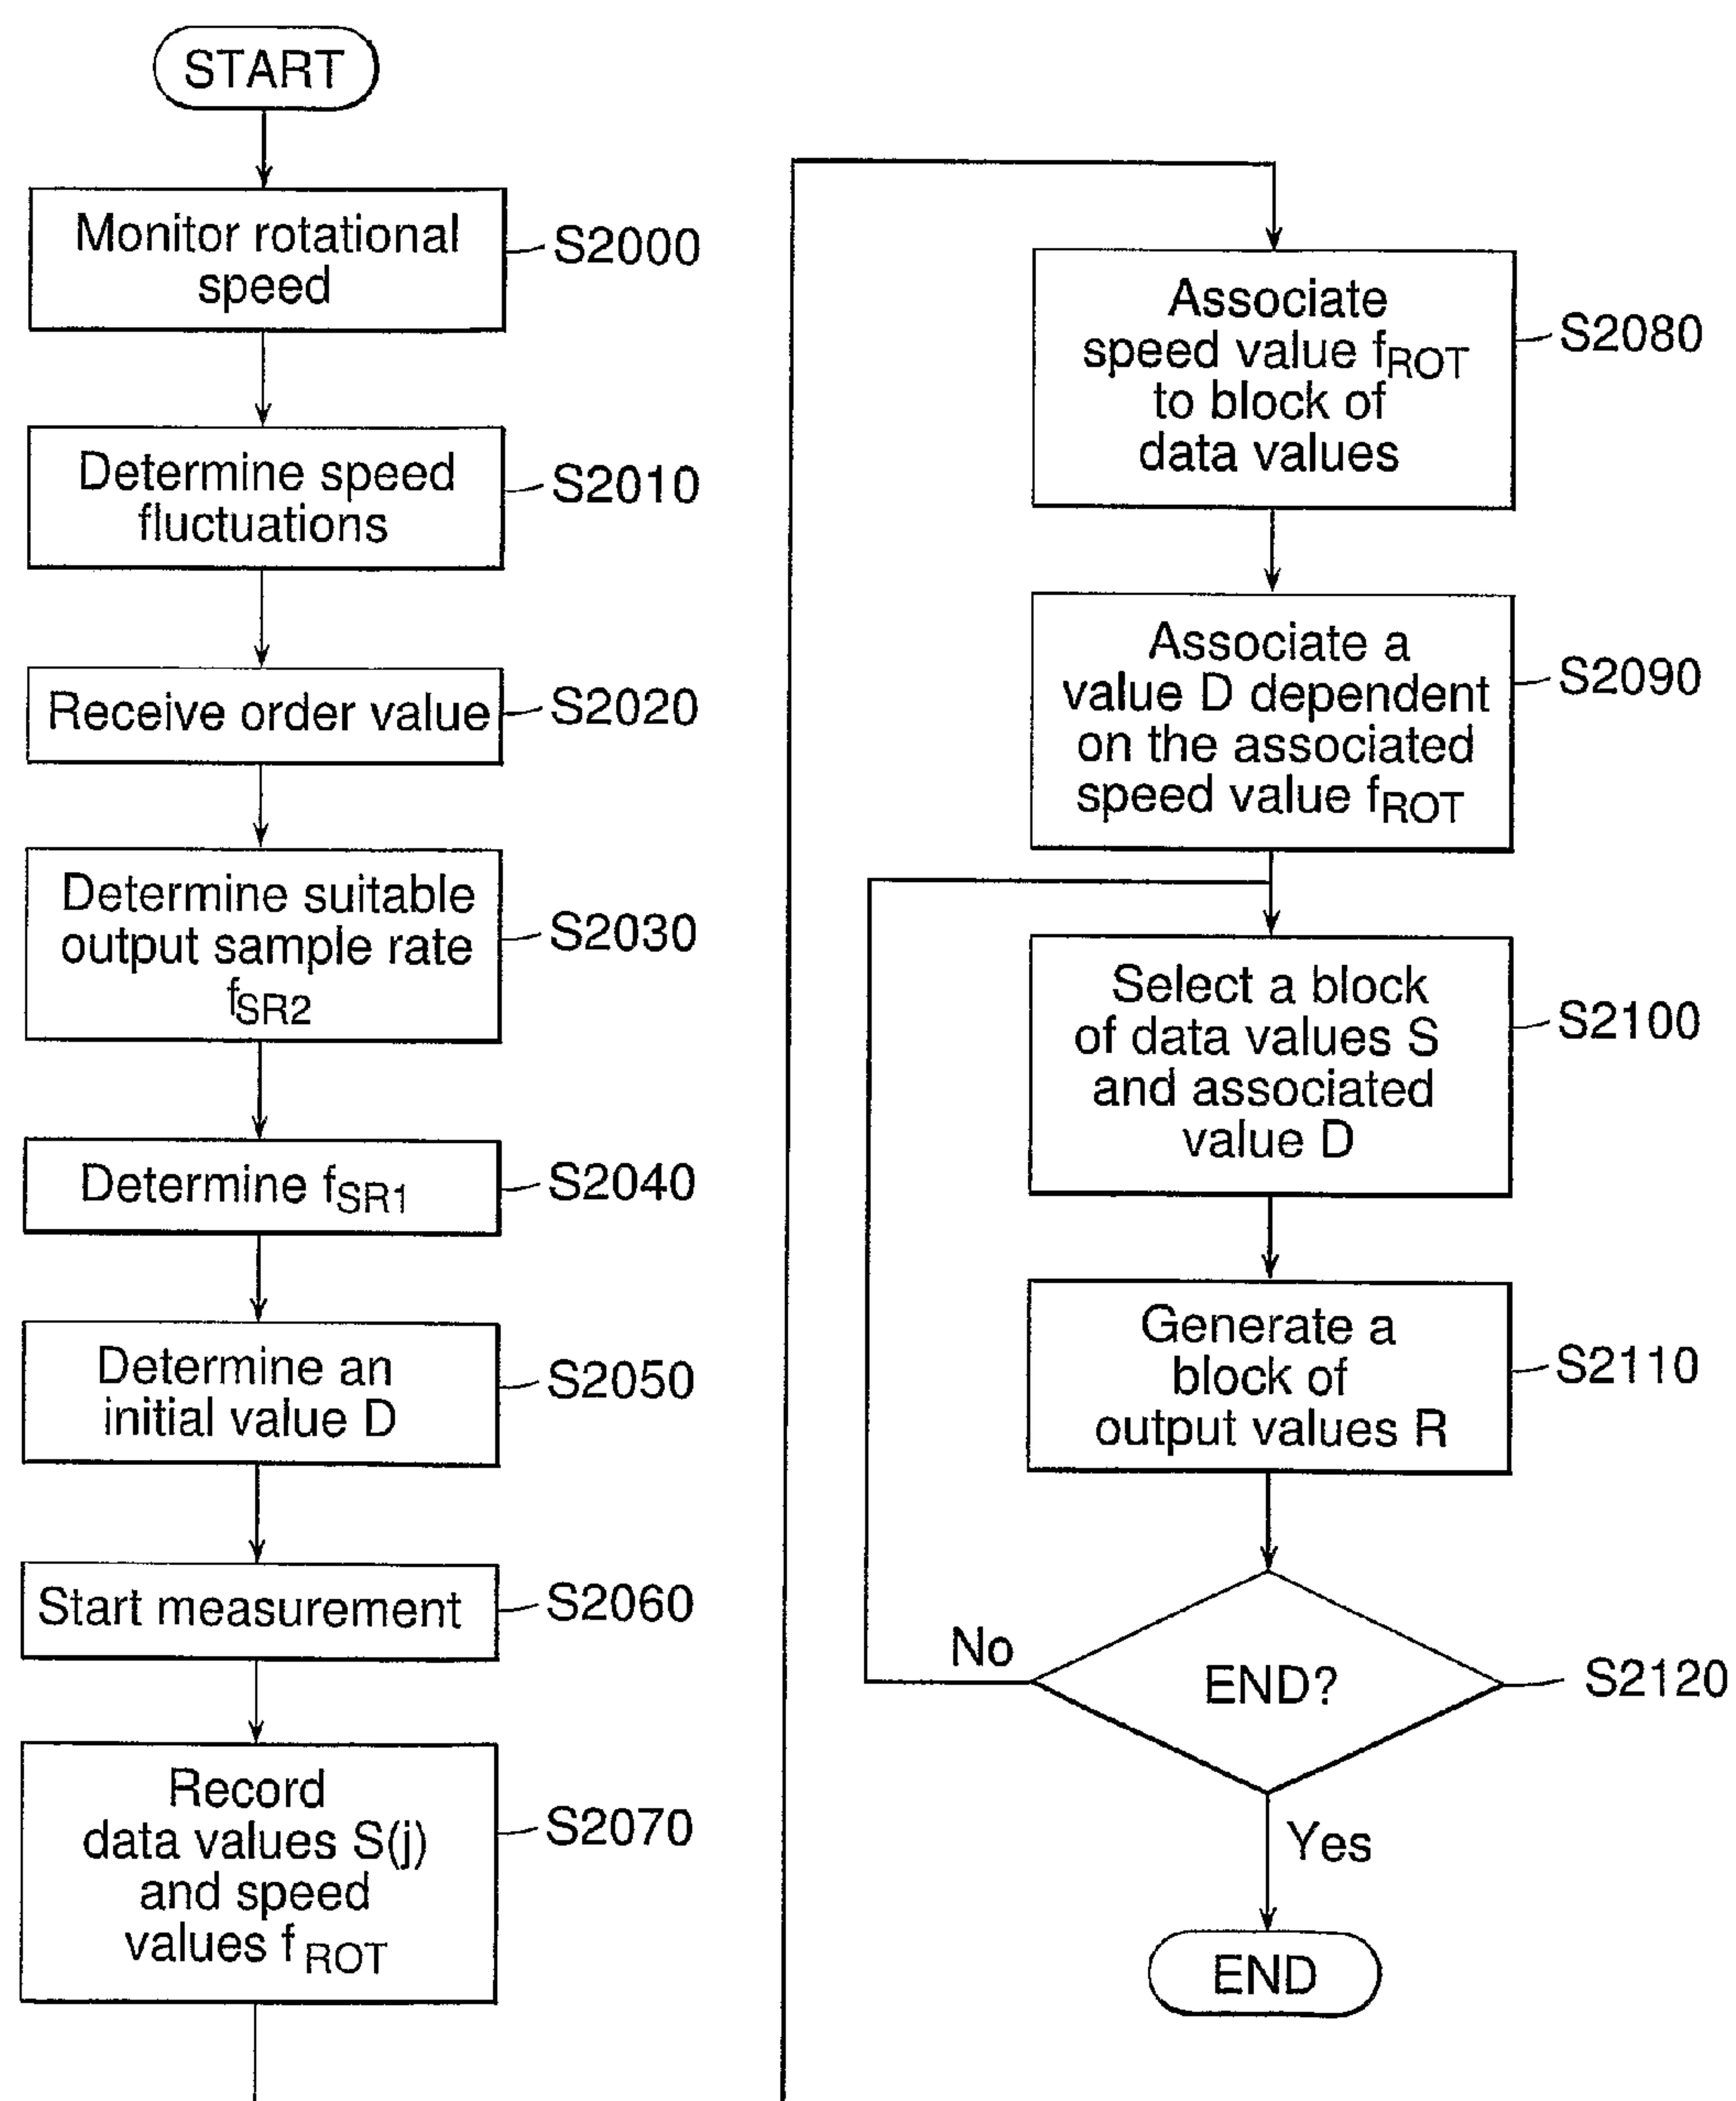 START
Monitor rotational
speed
S2000
Determine speed
fluctuations
S2010
Receive order value
S2020
Determine suitable
output sample rate
fSR2
S2030
Determine fSR1
S2040
Determine an
initial value D
S2050
Start measurement
S2060
Record
data values S(j)
and speed
values f ROT
S2070
Associate
speed value fROT
to block of
data values
S2080
Associate a
value D dependent
on the associated
speed value fROT
S2090
Select a block
of data values S
and associated
value D
S2100
Generate a
block of
output values R
S2110
No
END?
S2120
Yes
END